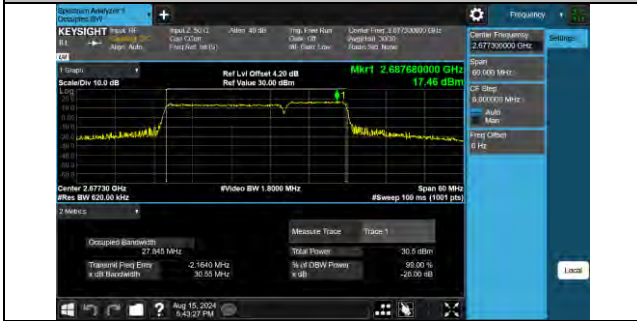 Spectrum Analyzer 1
Occupied BW
+
Frequency
KEYSIGHT Input: RF
RL
Align: Auto
Input Z: 50 Ω
Corr CCorr
Freq Ref: Int (S)
Atten: 40 dB
Trig: Free Run
Gate: Off
#IF Gain: Low
Center Freq: 2.677300000 GHz
Avg|Hold: 30/30
Radio Std: None
Center Frequency
2.677300000 GHz
Settings
Span
60.000 MHz
CF Step
6.000000 MHz
Auto
Man
Freq Offset
0 Hz
1 Graph
Scale/Div 10.0 dB
Ref Lvl Offset 4.20 dB
Ref Value 30.00 dBm
Mkr1 2.687680000 GHz
17.46 dBm
Log
Center 2.67730 GHz
#Res BW 620.00 kHz
#Video BW 1.8000 MHz
Span 60 MHz
#Sweep 100 ms (1001 pts)
2 Metrics
Measure Trace
Trace 1
Occupied Bandwidth
27.845 MHz
Total Power
30.5 dBm
Transmit Freq Error
-2.1640 MHz
% of OBW Power
99.00 %
x dB Bandwidth
30.55 MHz
x dB
-26.00 dB
Local
Aug 15, 2024
5:43:27 PM